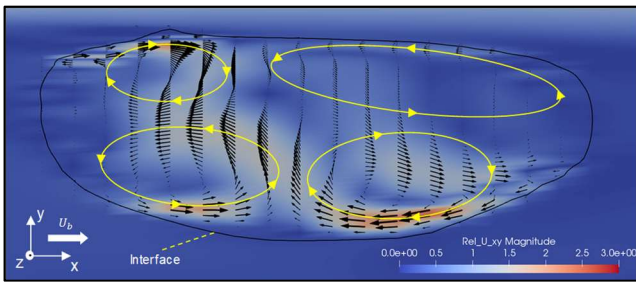 y
U_b
z
x
Interface
Rel_U_xy Magnitude
0.0e+00 0.5 1 1.5 2 2.5 3.0e+00